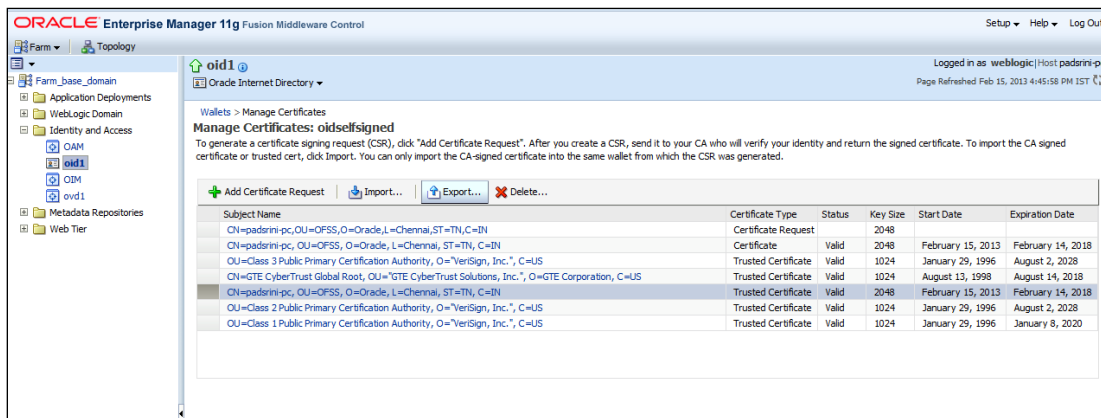 ORACLE Enterprise Manager 11g Fusion Middleware Control
Setup Help Log Out
Farm Topology
Farm_base_domain
Application Deployments
WebLogic Domain
Identity and Access
OAM
oid1
OIM
ovd1
Metadata Repositories
Web Tier
oid1
Logged in as weblogic|Host padsrini-p
Oracle Internet Directory
Page Refreshed Feb 15, 2013 4:45:58 PM IST
Wallets > Manage Certificates
Manage Certificates: oidselfsigned
To generate a certificate signing request (CSR), click "Add Certificate Request". After you create a CSR, send it to your CA who will verify your identity and return the signed certificate. To import the CA signed
certificate or trusted cert, click Import. You can only import the CA-signed certificate into the same wallet from which the CSR was generated.
Add Certificate Request Import... Export... Delete...
Subject Name Certificate Type Status Key Size Start Date Expiration Date
CN=padsrini-pc,OU=OFSS,O=Oracle,L=Chennai,ST=TN,C=IN Certificate Request 2048
CN=padsrini-pc, OU=OFSS, O=Oracle, L=Chennai, ST=TN, C=IN Certificate Valid 2048 February 15, 2013 February 14, 2018
OU=Class 3 Public Primary Certification Authority, O="VeriSign, Inc.", C=US Trusted Certificate Valid 1024 January 29, 1996 August 2, 2028
CN=GTE CyberTrust Global Root, OU="GTE CyberTrust Solutions, Inc.", O=GTE Corporation, C=US Trusted Certificate Valid 1024 August 13, 1998 August 14, 2018
CN=padsrini-pc, OU=OFSS, O=Oracle, L=Chennai, ST=TN, C=IN Trusted Certificate Valid 2048 February 15, 2013 February 14, 2018
OU=Class 2 Public Primary Certification Authority, O="VeriSign, Inc.", C=US Trusted Certificate Valid 1024 January 29, 1996 August 2, 2028
OU=Class 1 Public Primary Certification Authority, O="VeriSign, Inc.", C=US Trusted Certificate Valid 1024 January 29, 1996 January 8, 2020